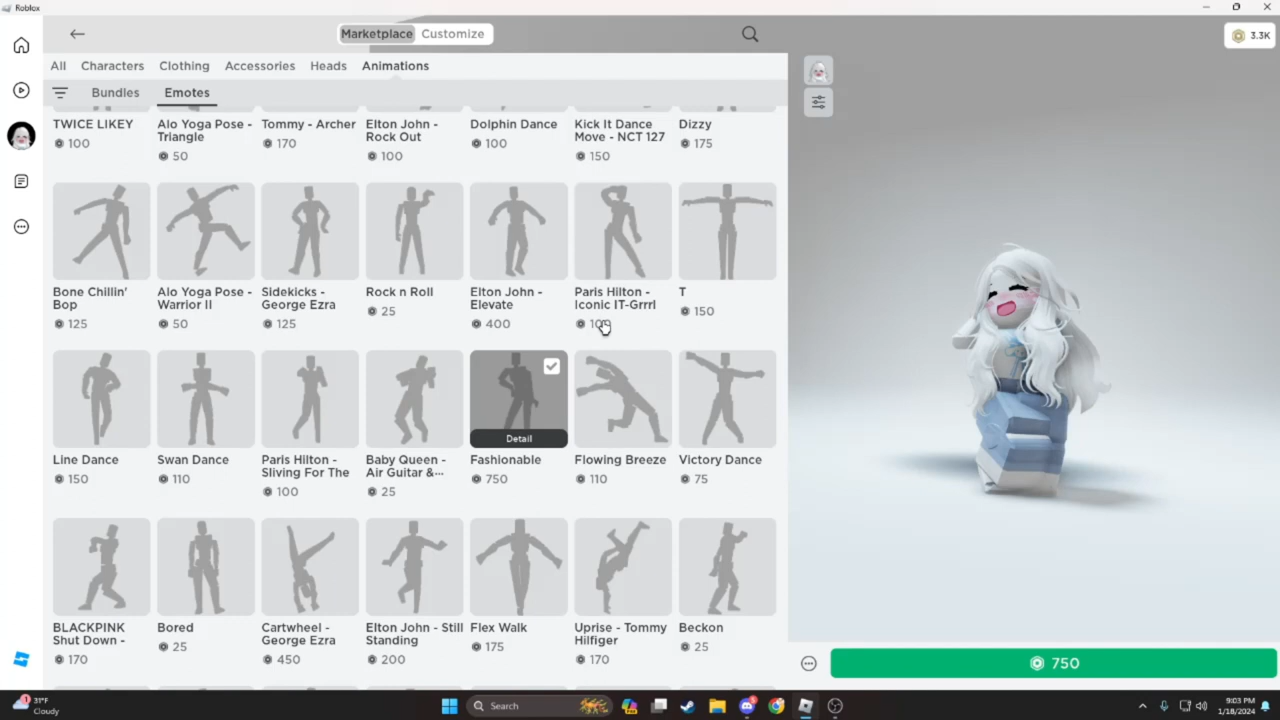 Roblox
Marketplace Customize
3.3K
All Characters Clothing Accessories Heads Animations
Bundles Emotes
TWICE LIKEY
100
Alo Yoga Pose -
Triangle
50
Tommy - Archer
170
Elton John -
Rock Out
100
Dolphin Dance
100
Kick It Dance
Move - NCT 127
150
Dizzy
175
Bone Chillin'
Bop
125
Alo Yoga Pose -
Warrior II
50
Sidekicks -
George Ezra
125
Rock n Roll
25
Elton John -
Elevate
400
Paris Hilton -
Iconic IT-Grrrl
T
150
Line Dance
150
Swan Dance
110
Paris Hilton -
Sliving For The
100
Baby Queen -
Air Guitar &...
25
Detail
Fashionable
750
Flowing Breeze
110
Victory Dance
75
BLACKPINK
Shut Down -
170
Bored
25
Cartwheel -
George Ezra
450
Elton John - Still
Standing
200
Flex Walk
175
Uprise - Tommy
Hilfiger
170
Beckon
25
750
1
31°F
Cloudy
Search
9:03 PM
1/18/2024